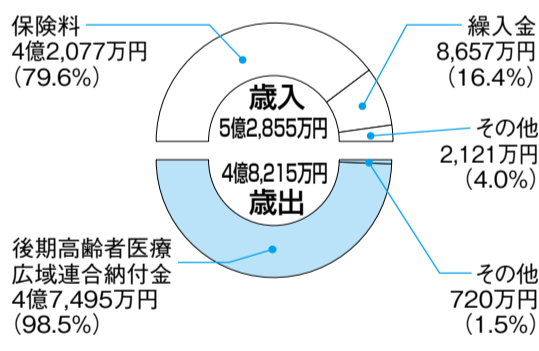 保険料
4億2,077万円
(79.6%)
繰入金
8,657万円
(16.4%)
歳入
5億2,855万円
その他
2,121万円
(4.0%)
4億8,215万円
歳出
後期高齢者医療
広域連合納付金
4億7,495万円
(98.5%)
その他
720万円
(1.5%)